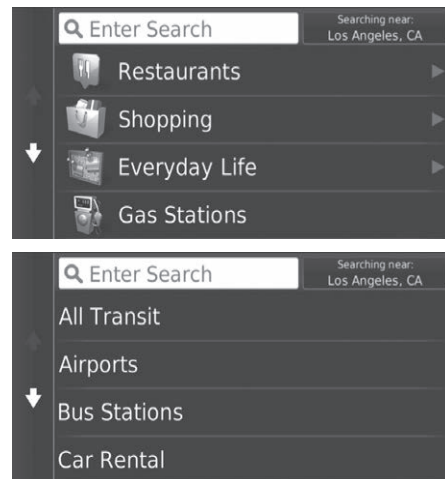 Enter Search
Searching near:
Los Angeles, CA
Restaurants
Shopping
Everyday Life
Gas Stations
Enter Search
Searching near:
Los Angeles, CA
All Transit
Airports
Bus Stations
Car Rental